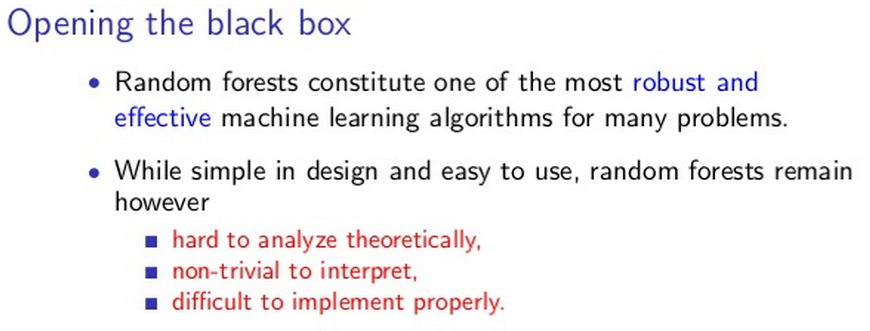 Opening the black box
• Random forests constitute one of the most robust and
effective machine learning algorithms for many problems.
• While simple in design and easy to use, random forests remain
however
■ hard to analyze theoretically,
■ non-trivial to interpret,
■ difficult to implement properly.